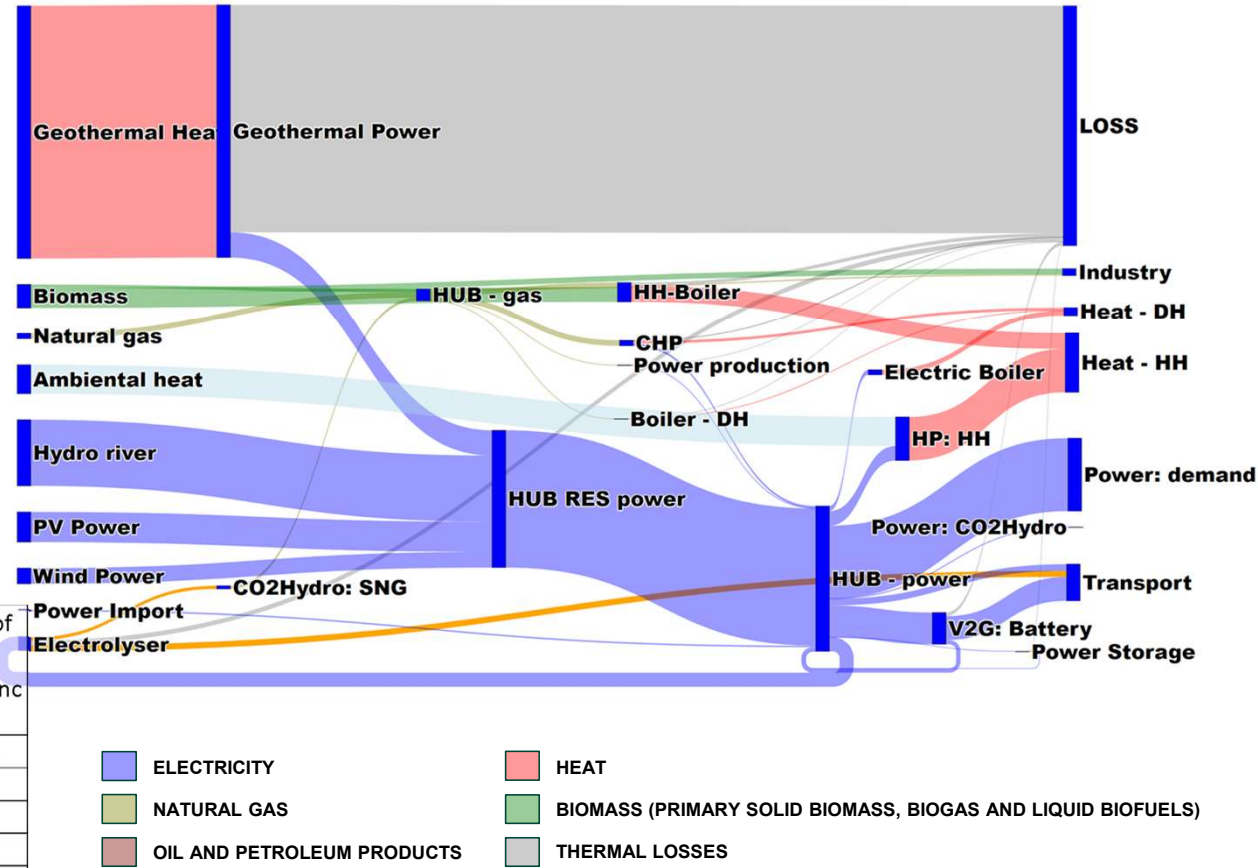 Geothermal Hea
Geothermal Power
LOSS
Biomass
HUB - gas
HH-Boiler
Industry
Natural gas
CHP
Heat - DH
Power production
Electric Boiler
Heat - HH
Ambiental heat
Boiler - DH
HP: HH
Hydro river
HUB RES power
Power: demand
PV Power
Power: CO2Hydro
Wind Power
CO2Hydro: SNG
HUB - power
Transport
Power Import
of
Electrolyser
V2G: Battery
Power Storage
nc
ELECTRICITY
HEAT
NATURAL GAS
BIOMASS (PRIMARY SOLID BIOMASS, BIOGAS AND LIQUID BIOFUELS)
OIL AND PETROLEUM PRODUCTS
THERMAL LOSSES